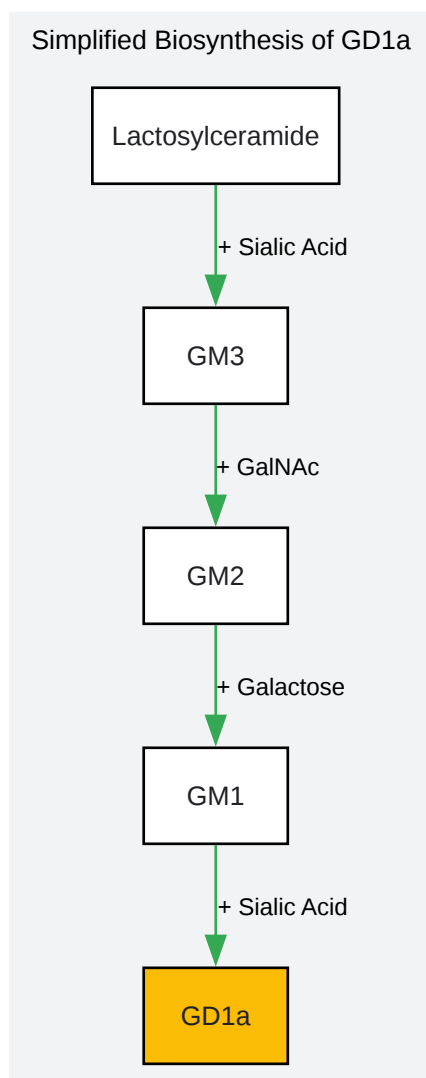 Simplified Biosynthesis of GD1a
Lactosylceramide
+ Sialic Acid
GM3
+ GalNAc
GM2
+ Galactose
GM1
+ Sialic Acid
GD1a